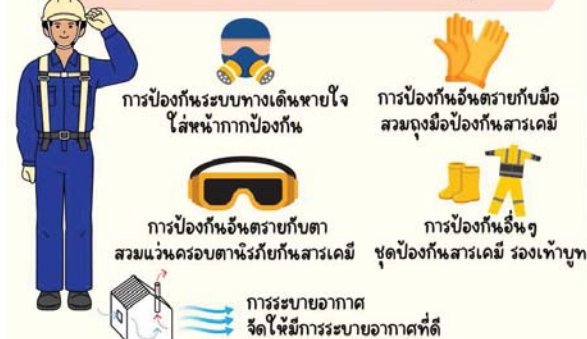 การป้องกันระบบทางเดินหายใจ
ใส่หน้ากากป้องกัน
การป้องกันอันตรายกับมือ
สวมถุงมือป้องกันสารเคมี
การป้องกันอันตรายกับตา
สวมแว่นครอบตานิรภัยกันสารเคมี
การป้องกันอื่นๆ
ชุดป้องกันสารเคมี รองเท้าบูท
การระบายอากาศ
จัดให้มีการระบายอากาศที่ดี